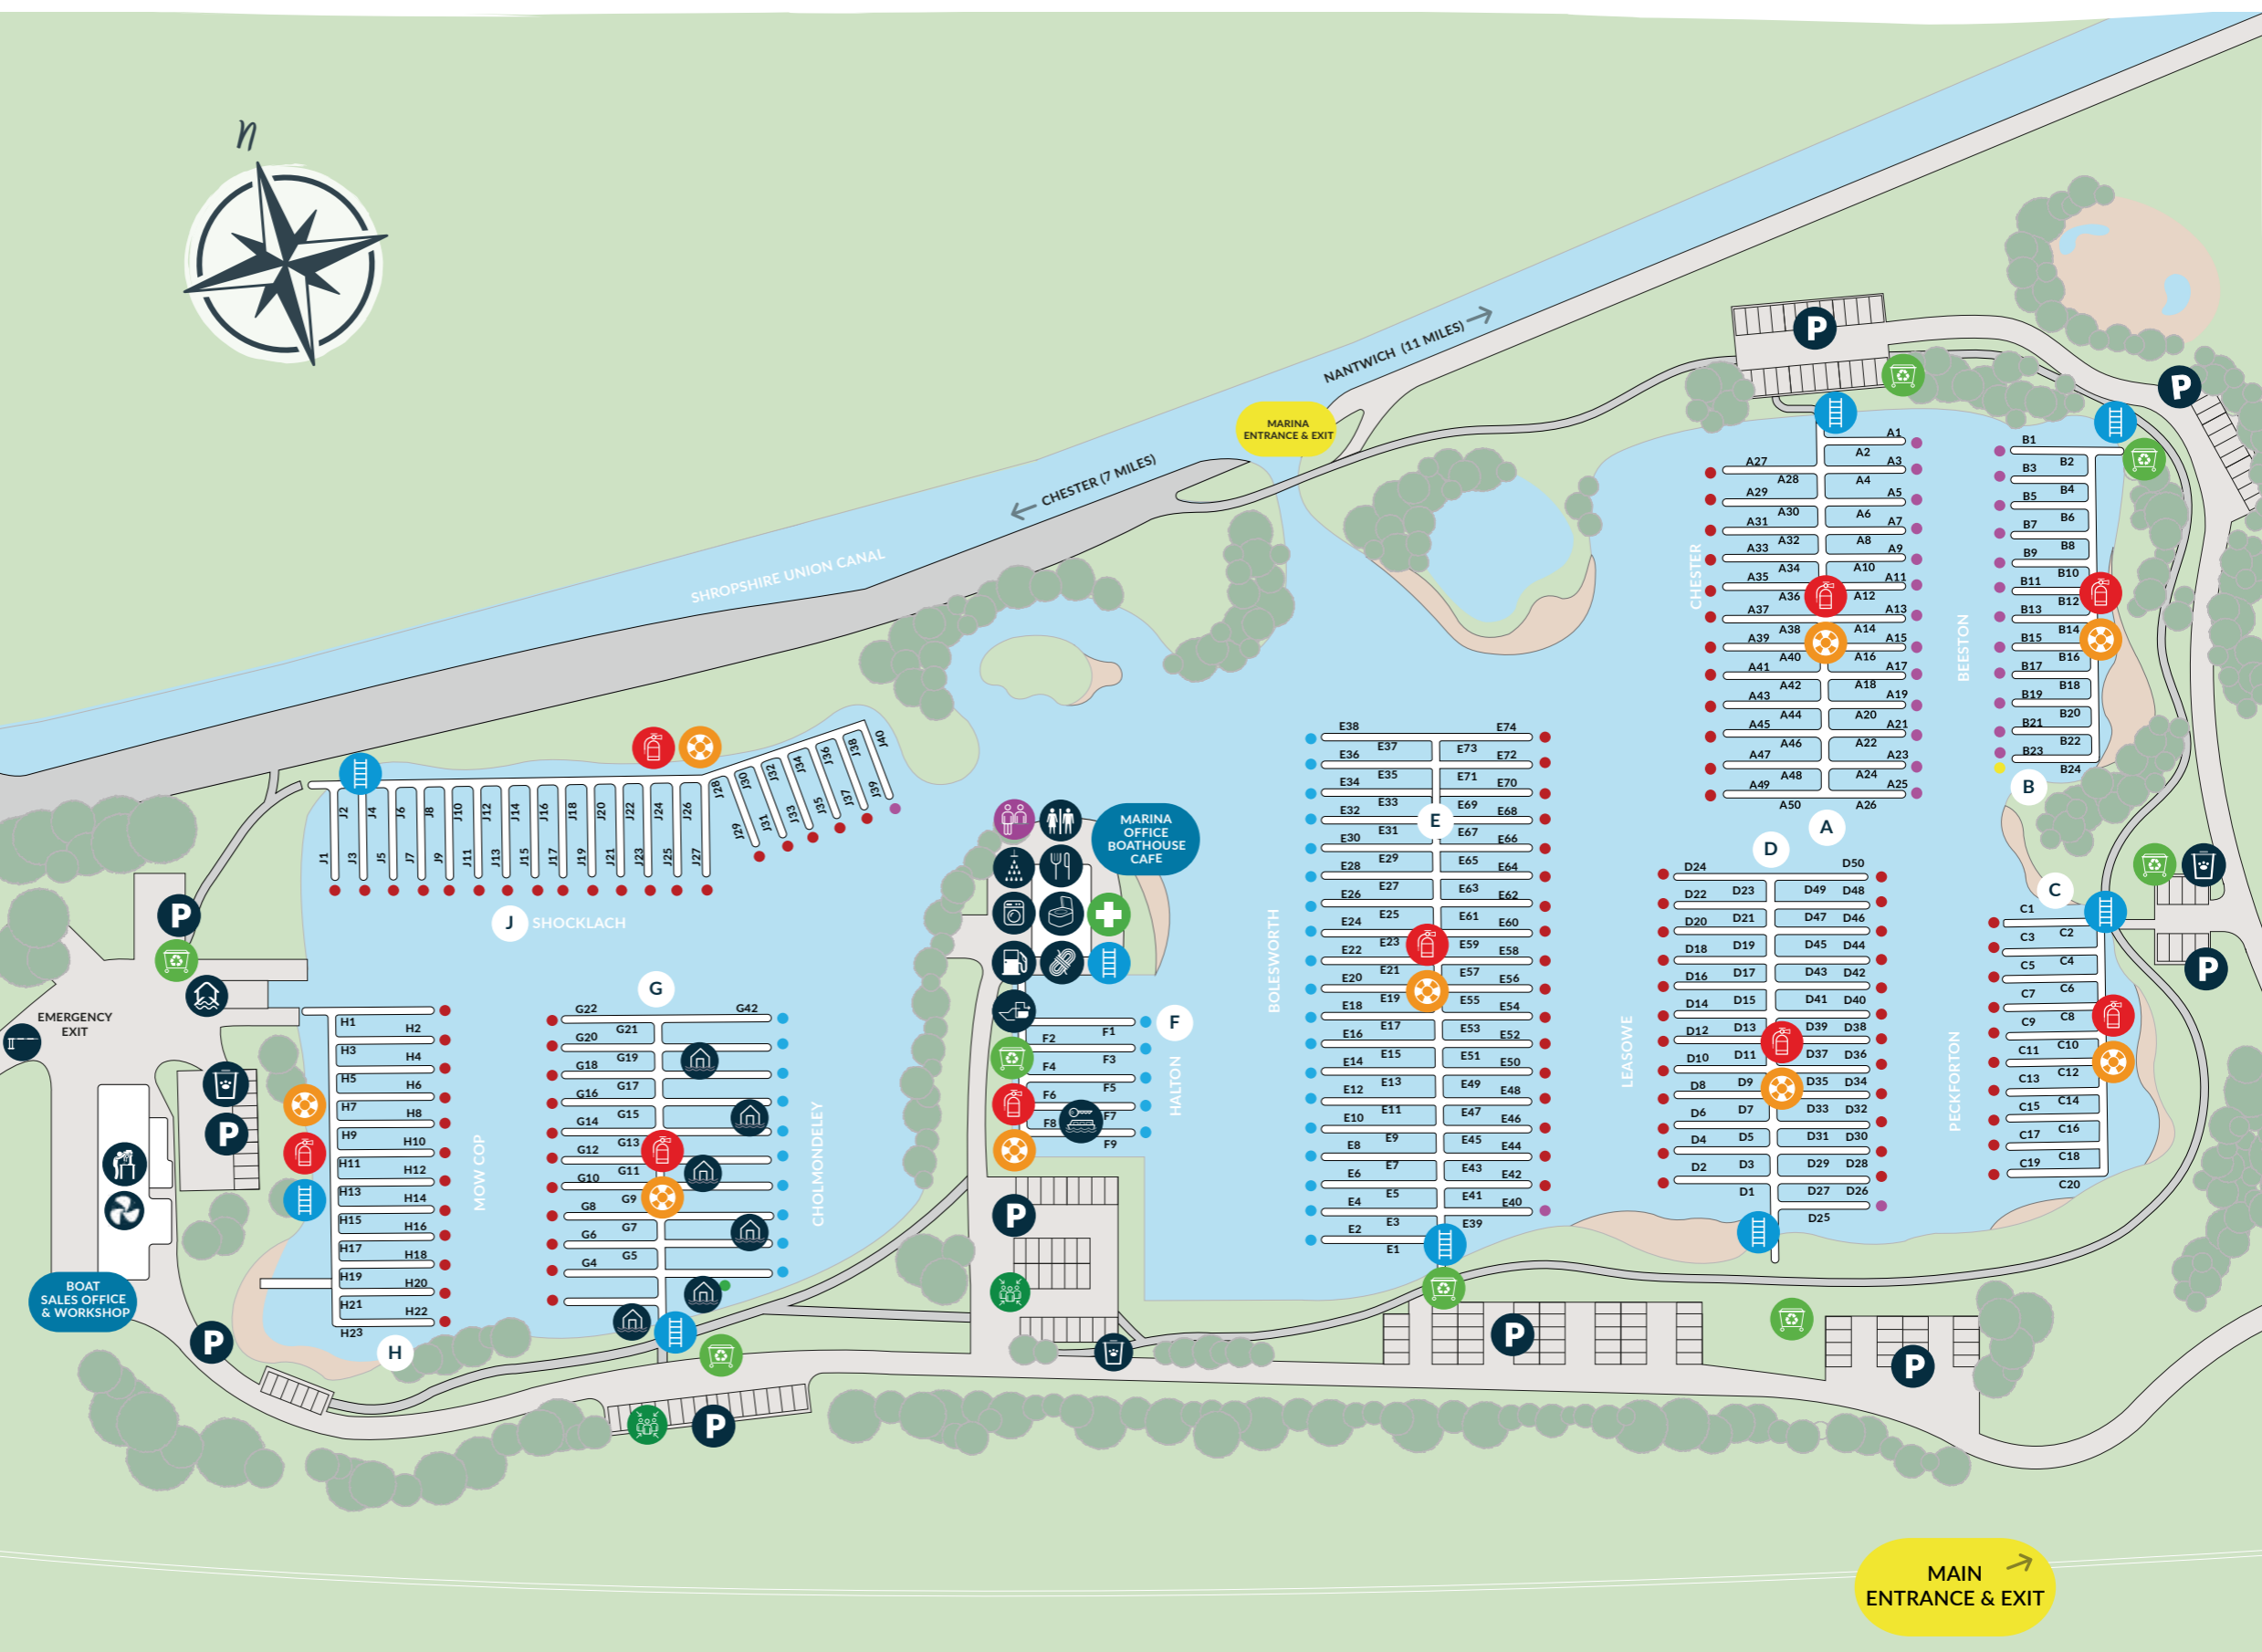 n
NANTWICH (11 MILES)
MARINA
ENTRANCE & EXIT
CHESTER (7 MILES)
SHROPSHIRE UNION CANAL
P
P
A1
A2
A3
A4
A5
A6
A7
A8
A9
A10
A11
A12
A13
A14
A15
A16
A17
A18
A19
A20
A21
A22
A23
A24
A25
A26
A27
A28
A29
A30
A31
A32
A33
A34
A35
A36
A37
A38
A39
A40
A41
A42
A43
A44
A45
A46
A47
A48
A49
A50
A
CHESTER
BEESTON
B1
B2
B3
B4
B5
B6
B7
B8
B9
B10
B11
B12
B13
B14
B15
B16
B17
B18
B19
B20
B21
B22
B23
B24
B
C
C1
C2
C3
C4
C5
C6
C7
C8
C9
C10
C11
C12
C13
C14
C15
C16
C17
C18
C19
C20
PECKFORTON
P
D
D24
D50
D22
D23
D49
D48
D20
D21
D47
D46
D18
D19
D45
D44
D16
D17
D43
D42
D14
D15
D41
D40
D12
D13
D39
D38
D10
D11
D37
D36
D8
D9
D35
D34
D6
D7
D33
D32
D4
D5
D31
D30
D2
D3
D29
D28
D1
D27
D26
D25
LEASOWE
E38
E74
E37
E73
E36
E72
E35
E71
E34
E70
E33
E69
E32
E68
E
E31
E67
E30
E66
E29
E65
E28
E64
E27
E63
E26
E62
E25
E61
E24
E60
E23
E59
E22
E58
E21
E57
E20
E56
E19
E55
E18
E54
E17
E53
E16
E52
E15
E51
E14
E50
E13
E49
E12
E48
E11
E47
E10
E46
E9
E45
E8
E44
E7
E43
E6
E42
E5
E41
E4
E40
E3
E39
E2
E1
BOLESWORTH
MARINA
OFFICE
BOATHOUSE
CAFE
F
F1
F2
F3
F4
F5
F6
F7
F8
F9
HALTON
P
J1
J2
J3
J4
J5
J6
J7
J8
J9
J10
J11
J12
J13
J14
J15
J16
J17
J18
J19
J20
J21
J22
J23
J24
J25
J26
J27
J28
J29
J30
J31
J32
J33
J34
J35
J36
J37
J38
J39
J40
J
SHOCKLACH
P
G
G22
G42
G21
G20
G19
G18
G17
G16
G15
G14
G13
G12
G11
G10
G9
G8
G7
G6
G5
G4
CHOLMONDELEY
MOW COP
H1
H2
H3
H4
H5
H6
H7
H8
H9
H10
H11
H12
H13
H14
H15
H16
H17
H18
H19
H20
H21
H22
H23
H
EMERGENCY
EXIT
P
BOAT
SALES OFFICE
& WORKSHOP
P
P
P
P
MAIN
ENTRANCE & EXIT